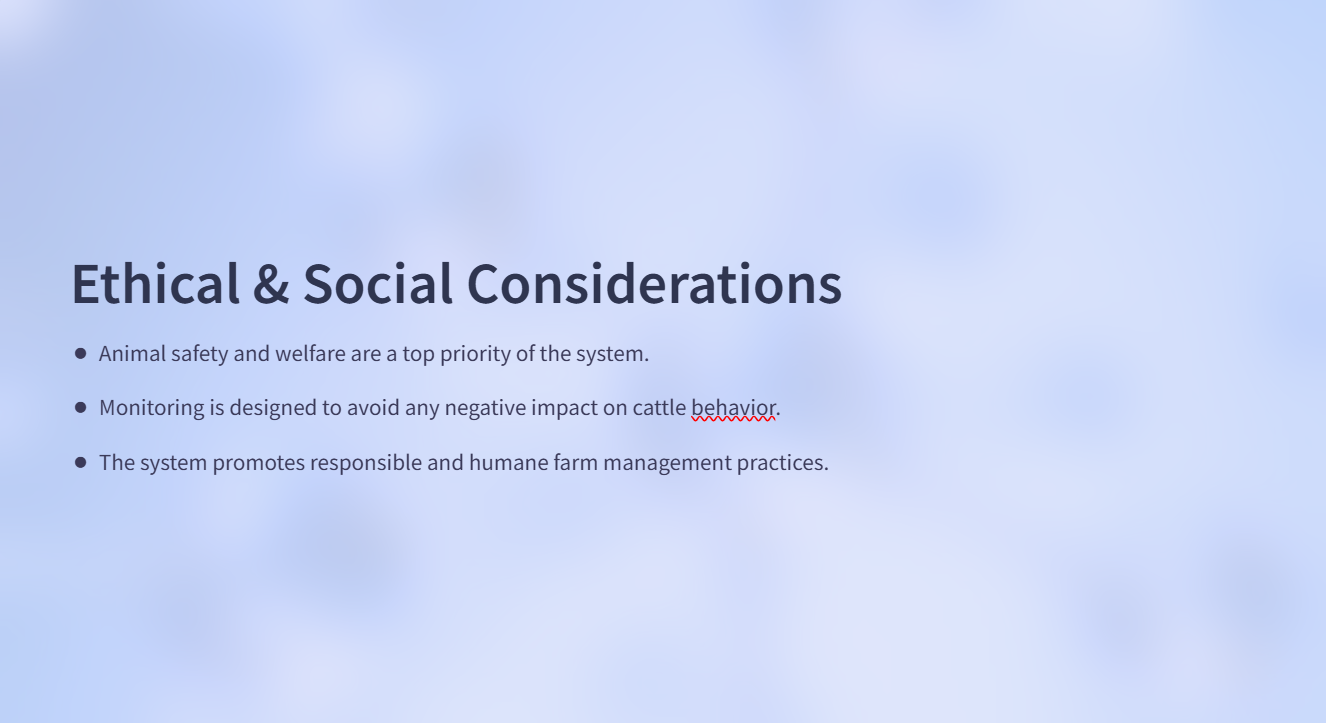 Ethical & Social Considerations
● Animal safety and welfare are a top priority of the system.
● Monitoring is designed to avoid any negative impact on cattle behavior.
● The system promotes responsible and humane farm management practices.